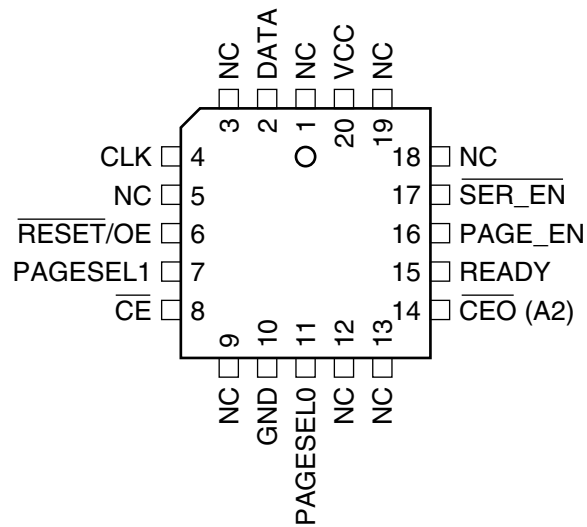 NC
DATA
NC
VCC
NC
3
2
1
20
19
CLK 4
18 NC
NC 5
17 SER_EN
RESET/OE 6
16 PAGE_EN
PAGESEL1 7
15 READY
CE 8
14 CEO (A2)
9
10
11
12
13
NC
GND
PAGESEL0
NC
NC